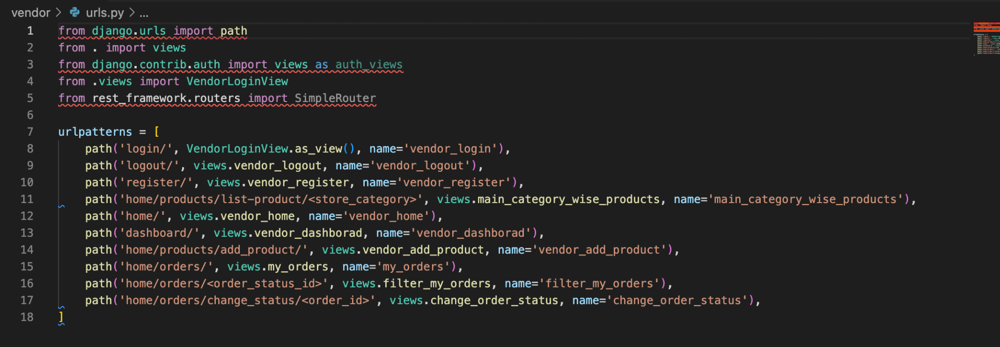 vendor > urls.py > ...
1 from django.urls import path
2 from . import views
3 from django.contrib.auth import views as auth_views
4 from .views import VendorLoginView
5 from rest_framework.routers import SimpleRouter
6
7 urlpatterns = [
8     path('login/', VendorLoginView.as_view(), name='vendor_login'),
9     path('logout/', views.vendor_logout, name='vendor_logout'),
10     path('register/', views.vendor_register, name='vendor_register'),
11     path('home/products/list-product/<store_category>', views.main_category_wise_products, name='main_category_wise_products'),
12     path('home/', views.vendor_home, name='vendor_home'),
13     path('dashboard/', views.vendor_dashborad, name='vendor_dashborad'),
14     path('home/products/add_product/', views.vendor_add_product, name='vendor_add_product'),
15     path('home/orders/', views.my_orders, name='my_orders'),
16     path('home/orders/<order_status_id>', views.filter_my_orders, name='filter_my_orders'),
17     path('home/orders/change_status/<order_id>', views.change_order_status, name='change_order_status'),
18 ]